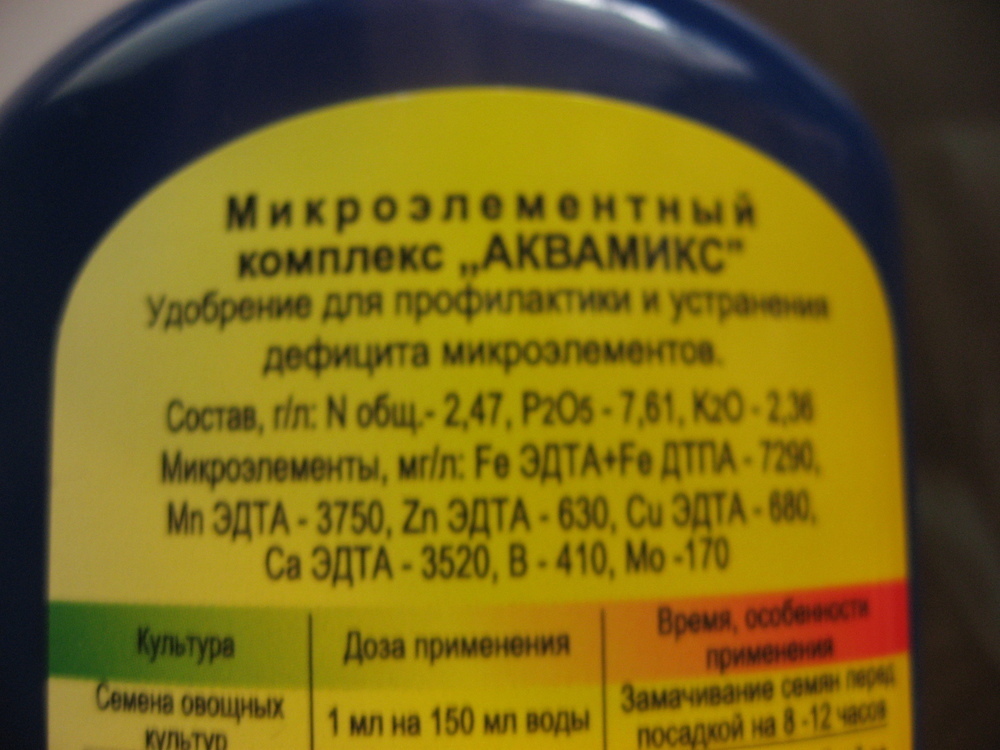 Микроэлементный
комплекс „АКВАМИКС"
Удобрение для профилактики и устранения
дефицита микроэлементов.
Состав, г/л: N общ.- 2,47, P2O5 - 7,61, K2O - 2,36
Микроэлементы, мг/л: Fe ЭДТА+Fe ДТПА - 7290,
Mn ЭДТА - 3750, Zn ЭДТА - 630, Cu ЭДТА - 680,
Ca ЭДТА - 3520, B - 410, Mo -170
Культура Доза применения Время, особенности
применения
Семена овощных
культур
1 мл на 150 мл воды
Замачивание семян перед
посадкой на 8 -12 часов